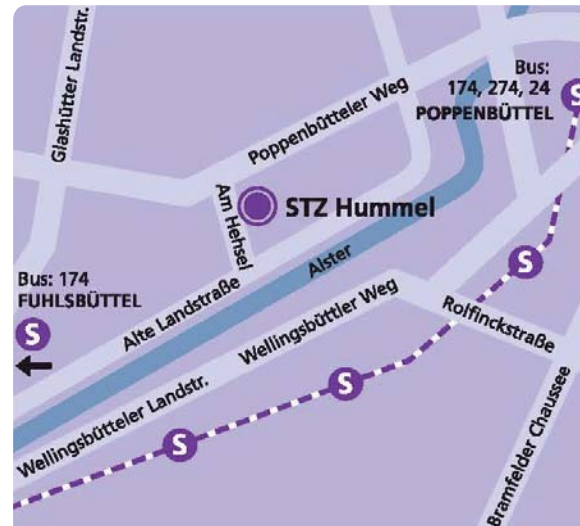 Glashütter Landstr.
Poppenbütteler Weg
Bus:
174, 274, 24
POPPENBÜTTEL
S
Am Hehsel
STZ Hummel
Alster
Bus: 174
FUHLSBÜTTEL
S
Alte Landstraße
S
Wellingsbüttler Weg
Rolfinckstraße
S
Wellingsbütteler Landstr.
S
Bramfelder Chaussee